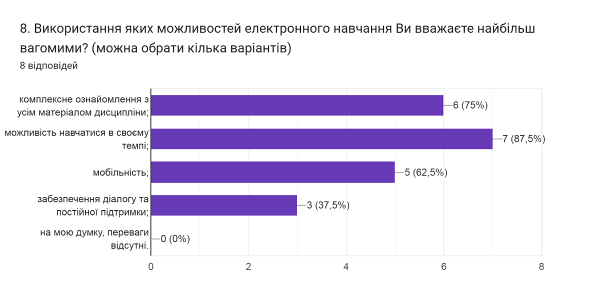 8. Використання яких можливостей електронного навчання Ви вважаєте найбільш
вагомими? (можна обрати кілька варіантів)
8 відповідей
комплексне ознайомлення з
усім матеріалом дисципліни;
6 (75%)
можливість навчатися в своєму
темпі;
7 (87,5%)
мобільність;
5 (62,5%)
забезпечення діалогу та
постійної підтримки;
3 (37,5%)
на мою думку, переваги
відсутні.
0 (0%)
0 2 4 6 8